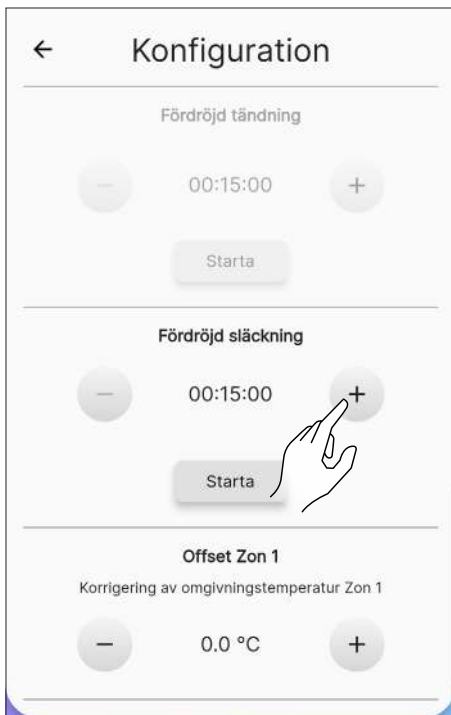 ← Konfiguration
Fördröjd tändning
− 00:15:00 +
Starta
Fördröjd släckning
− 00:15:00 +
Starta
Offset Zon 1
Korrigering av omgivningstemperatur Zon 1
− 0.0 °C +